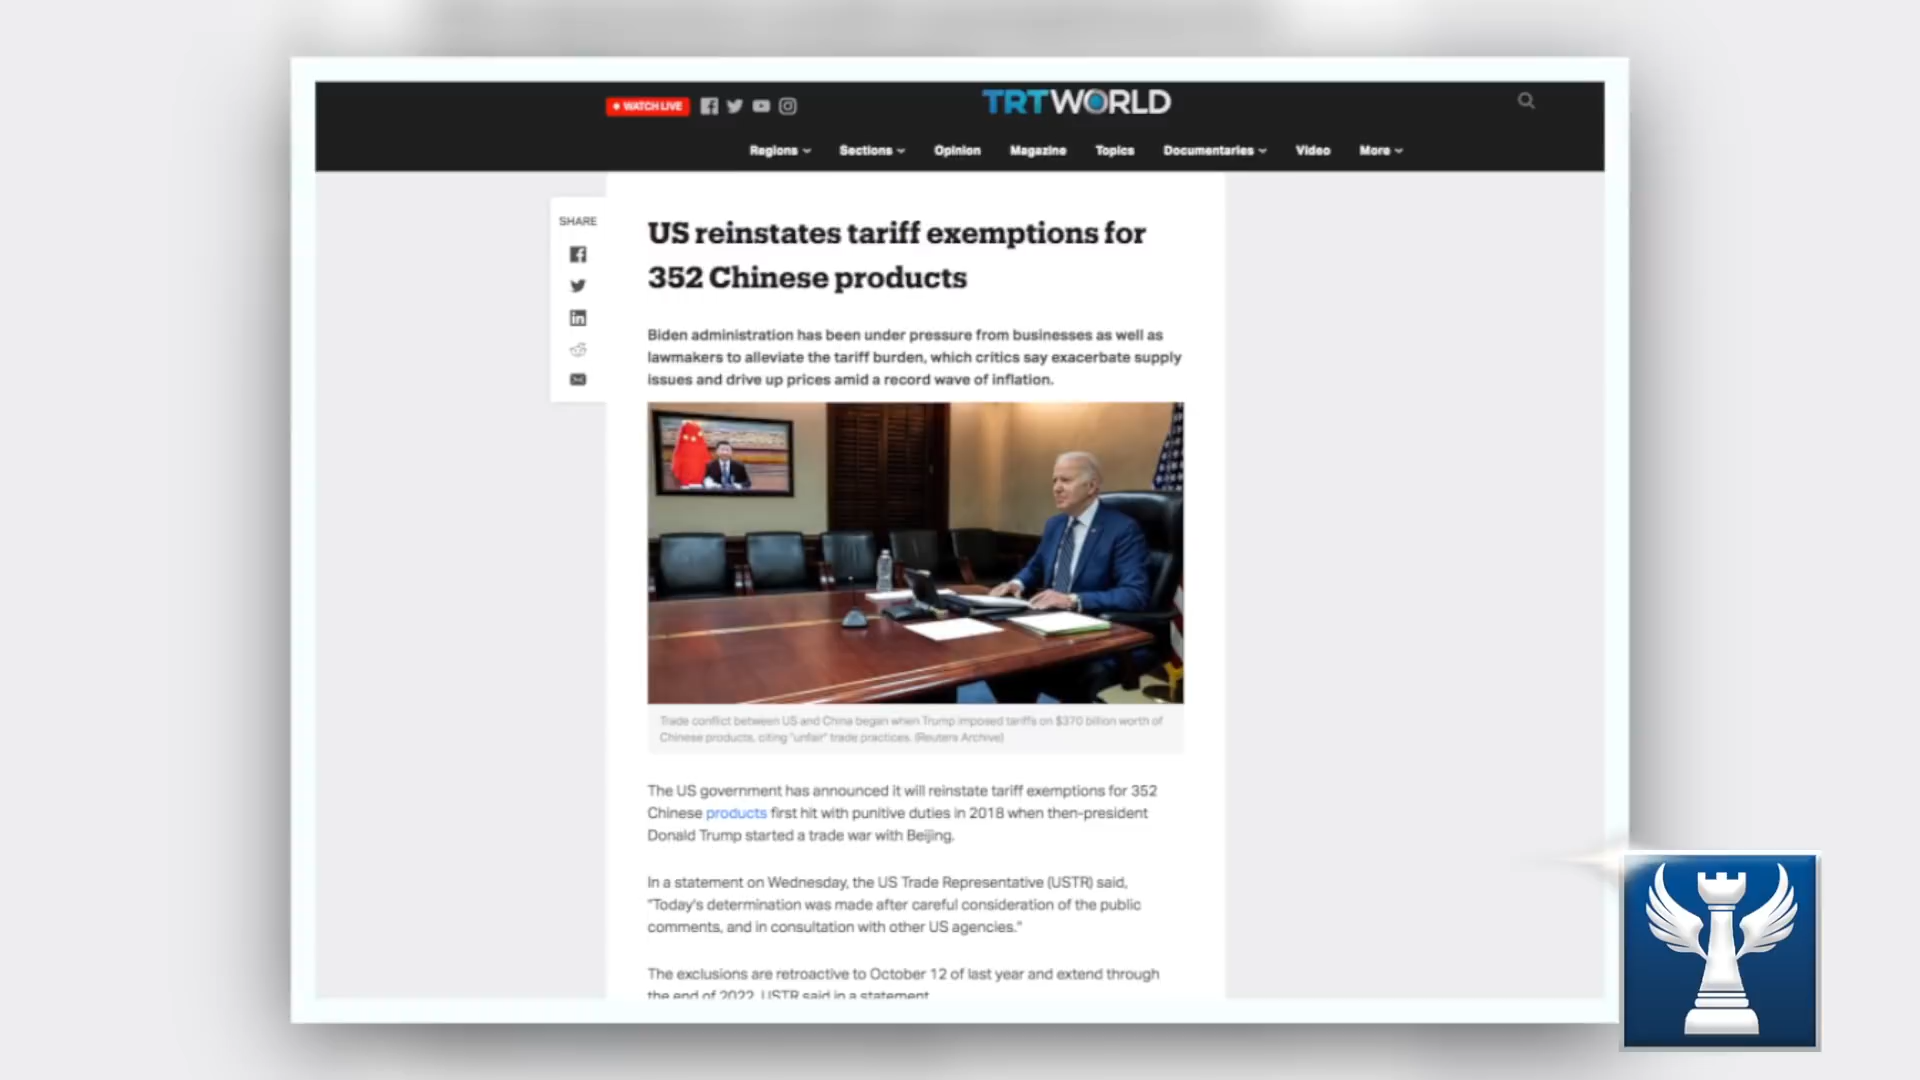 WATCH LIVE
TRTWORLD
Regions
Sections
Opinion
Magazine
Topics
Documentaries
Video
More
SHARE
US reinstates tariff exemptions for
352 Chinese products
Biden administration has been under pressure from businesses as well as
lawmakers to alleviate the tariff burden, which critics say exacerbate supply
issues and drive up prices amid a record wave of inflation.
Trade conflict between US and China began when Trump imposed tariffs on $370 billion worth of
Chinese products, citing "unfair" trade practices. (Reuters Archive)
The US government has announced it will reinstate tariff exemptions for 352
Chinese products first hit with punitive duties in 2018 when then-president
Donald Trump started a trade war with Beijing.
In a statement on Wednesday, the US Trade Representative (USTR) said,
"Today's determination was made after careful consideration of the public
comments, and in consultation with other US agencies."
The exclusions are retroactive to October 12 of last year and extend through
the end of 2022, USTR said in a statement